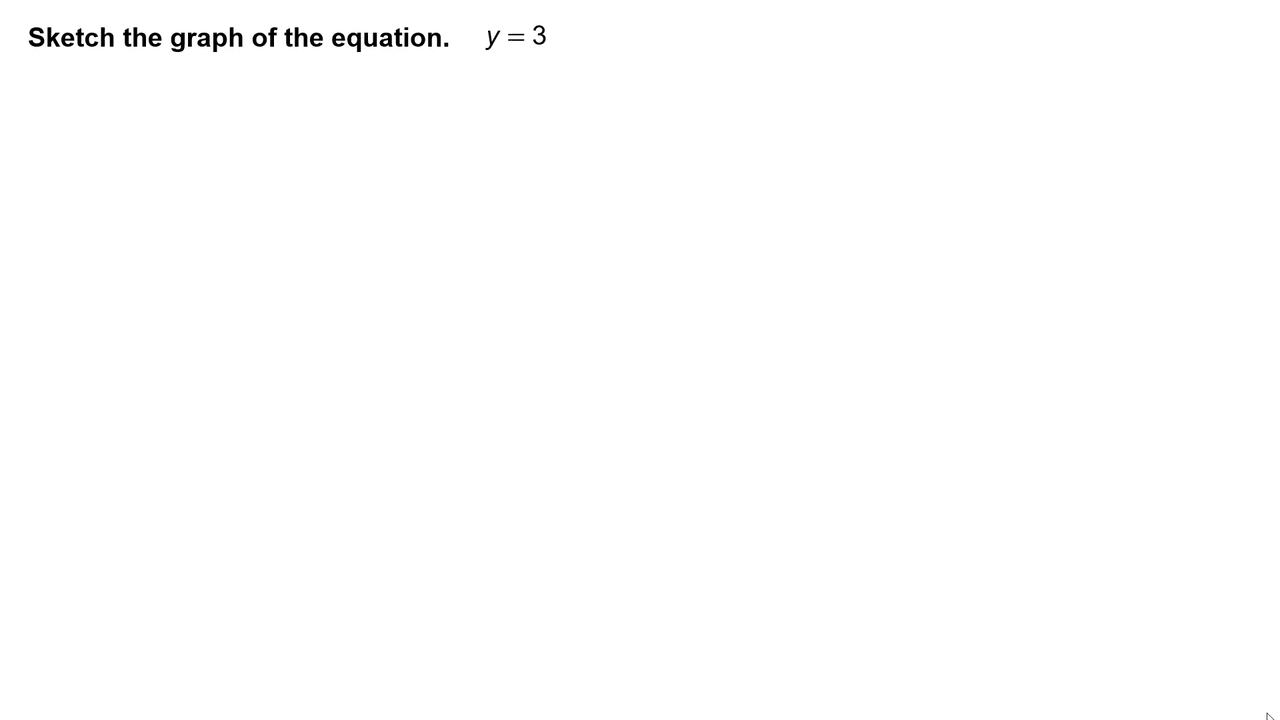 Sketch the graph of the equation. y = 3